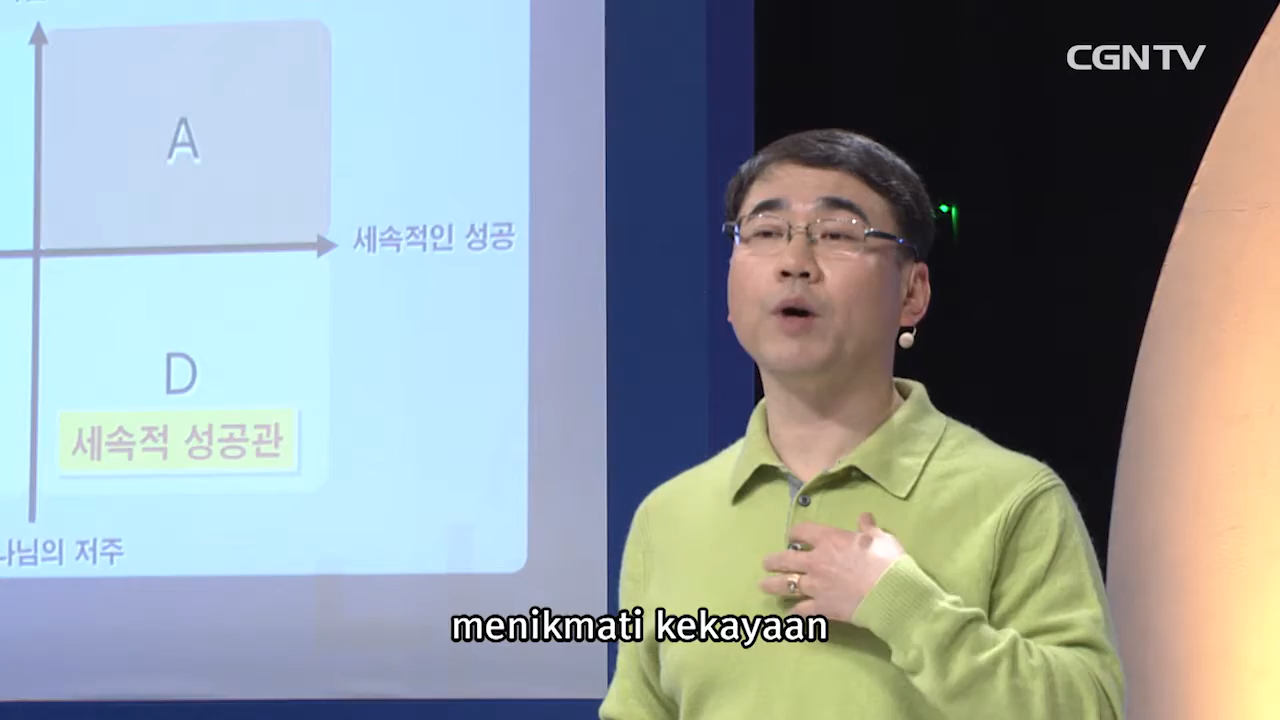 CGNTV
A
세속적인 성공
D
세속적 성공관
나님의 저주
menikmati kekayaan